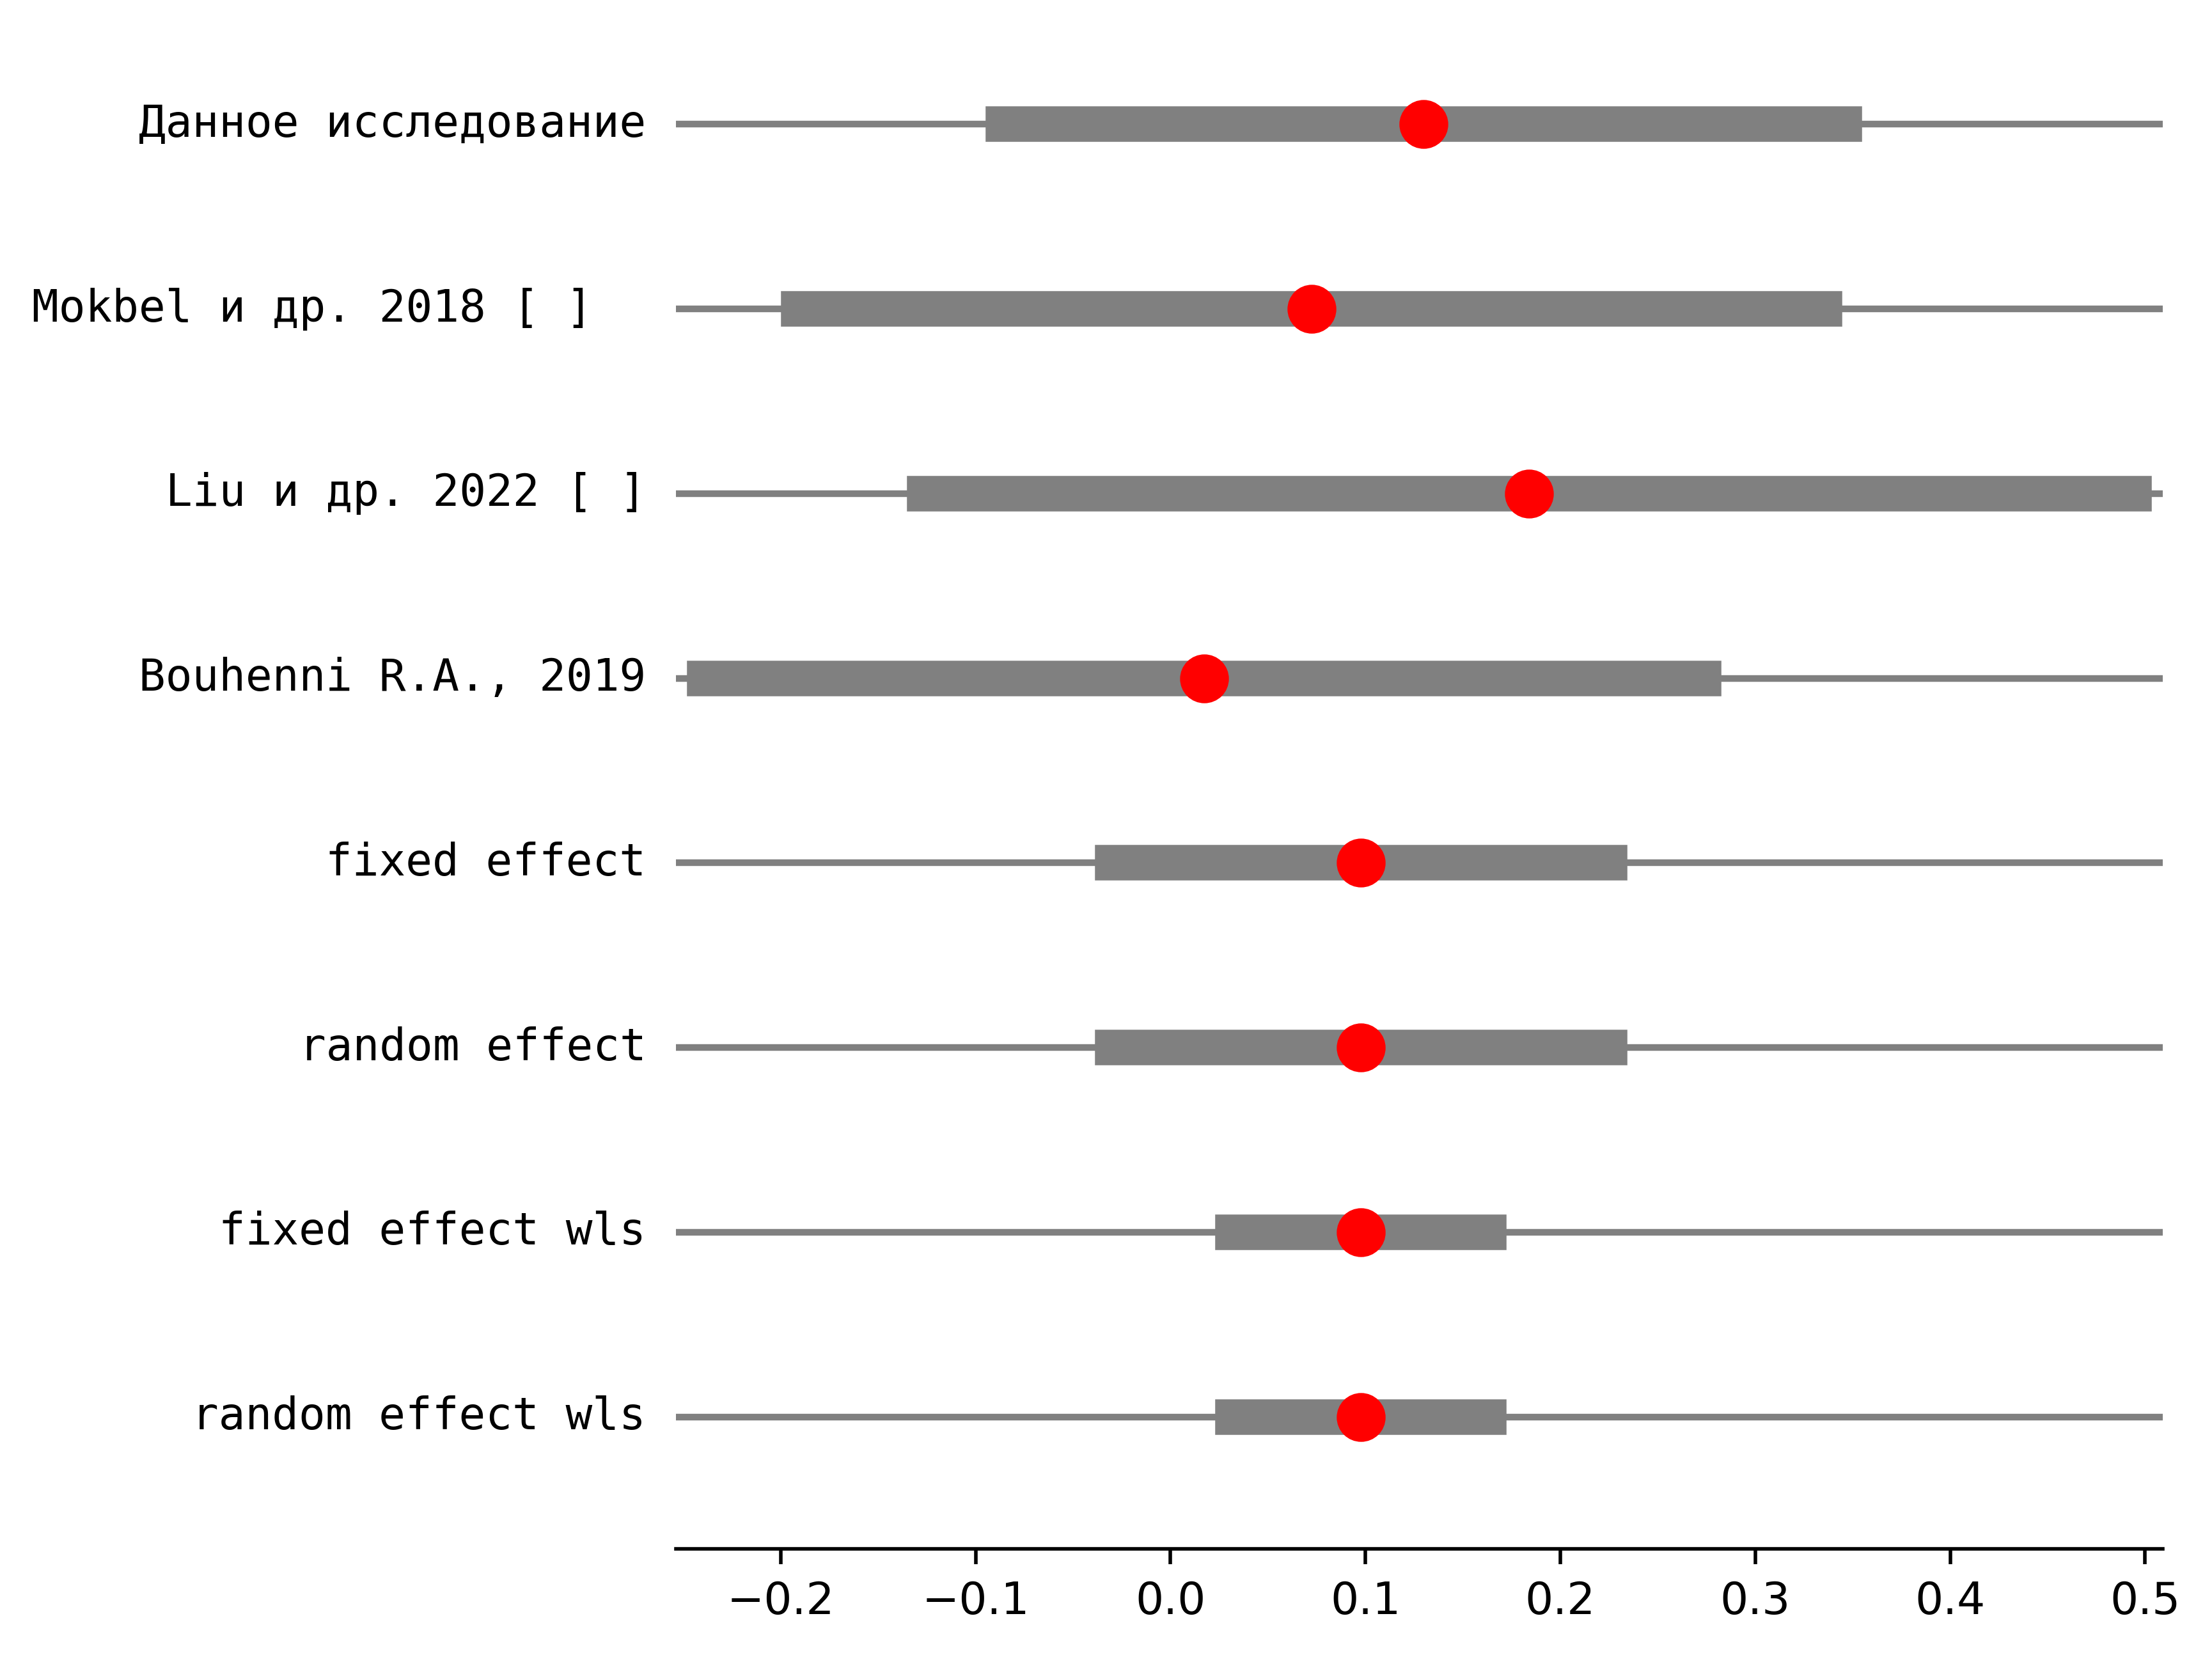 Данное исследование
Mokbel и др. 2018 [ ]
Liu и др. 2022 [ ]
Bouhenni R.A., 2019
fixed effect
random effect
fixed effect wls
random effect wls
−0.2 −0.1 0.0 0.1 0.2 0.3 0.4 0.5